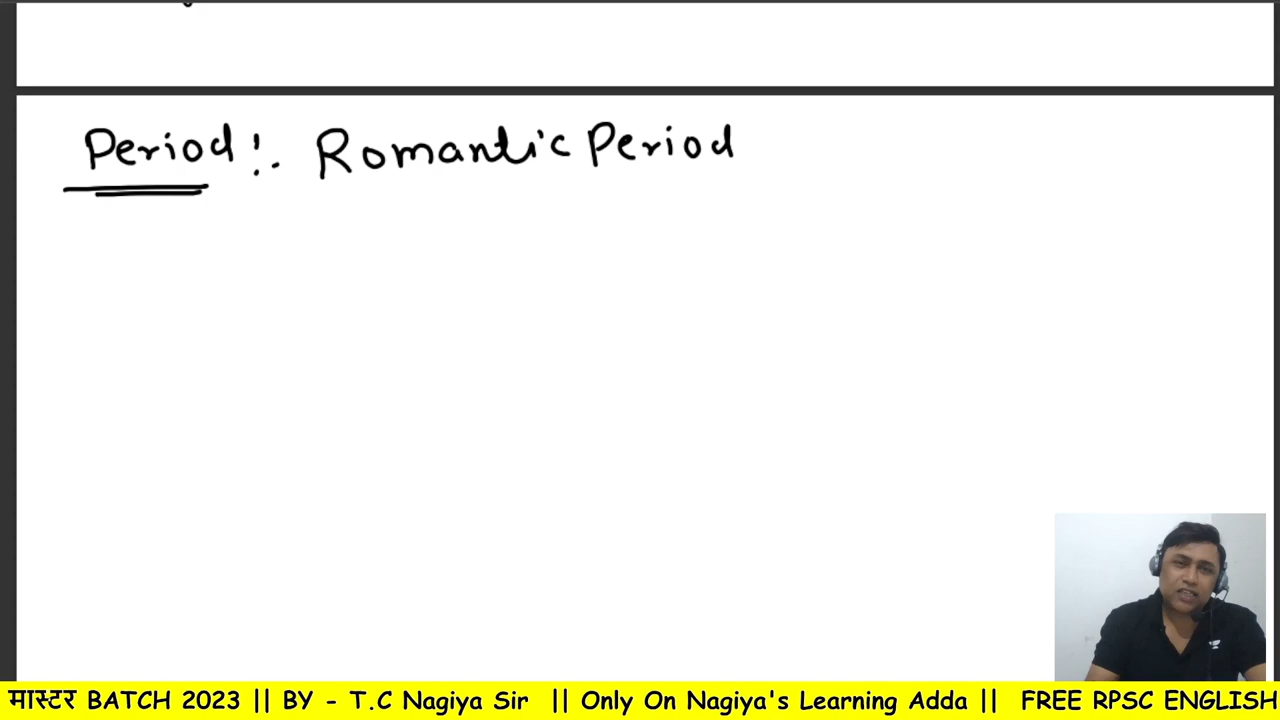 Period :- Romantic Period
मास्टर BATCH 2023 || BY - T.C Nagiya Sir || Only On Nagiya's Learning Adda || FREE RPSC ENGLISH